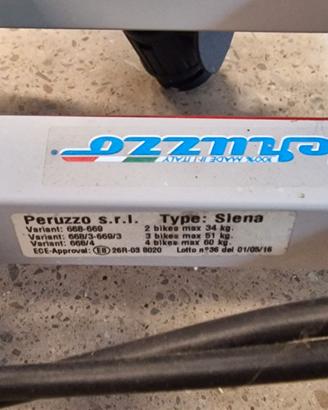 eruzzo
100% MADE IN ITALY
Peruzzo s.r.l. Type: Siena
Variant: 668-669 2 bikes max 34 kg.
Variant: 668/3-669/3 3 bikes max 51 kg.
Variant: 668/4 4 bikes max 60 kg.
ECE-Approval: E8 26R-03 8020 Lotto n°36 del 01/05/16